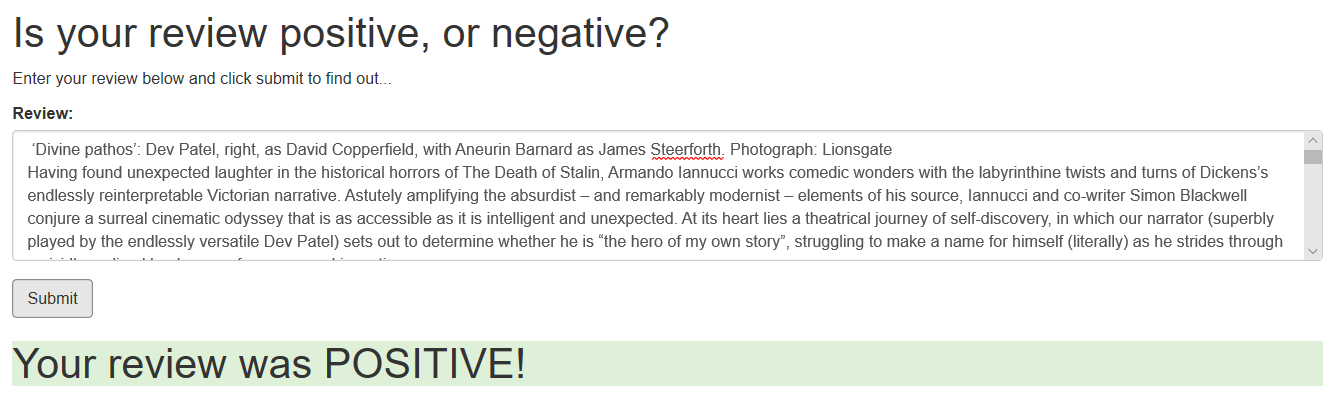 Is your review positive, or negative?
Enter your review below and click submit to find out...
Review:
‘Divine pathos’: Dev Patel, right, as David Copperfield, with Aneurin Barnard as James Steerforth. Photograph: Lionsgate
Having found unexpected laughter in the historical horrors of The Death of Stalin, Armando Iannucci works comedic wonders with the labyrinthine twists and turns of Dickens’s
endlessly reinterpretable Victorian narrative. Astutely amplifying the absurdist – and remarkably modernist – elements of his source, Iannucci and co-writer Simon Blackwell
conjure a surreal cinematic odyssey that is as accessible as it is intelligent and unexpected. At its heart lies a theatrical journey of self-discovery, in which our narrator (superbly
played by the endlessly versatile Dev Patel) sets out to determine whether he is “the hero of my own story”, struggling to make a name for himself (literally) as he strides through
Submit
Your review was POSITIVE!